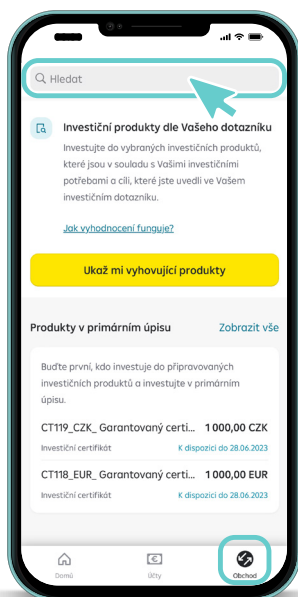 Hledat
Investiční produkty dle Vašeho dotazníku
Investujte do vybraných investičních produktů,
které jsou v souladu s Vašimi investičními
potřebami a cíli, které jste uvedli ve Vašem
investičním dotazníku.
Jak vyhodnocení funguje?
Ukaž mi vyhovující produkty
Produkty v primárním úpisu Zobrazit vše
Buďte první, kdo investuje do připravovaných
investičních produktů a investujte v primárním
úpisu.
CT119_CZK_ Garantovaný certi... 1 000,00 CZK
Investiční certifikát K dispozici do 28.06.2023
CT118_EUR_ Garantovaný certi... 1 000,00 EUR
Investiční certifikát K dispozici do 28.06.2023
Domů Účty Obchod